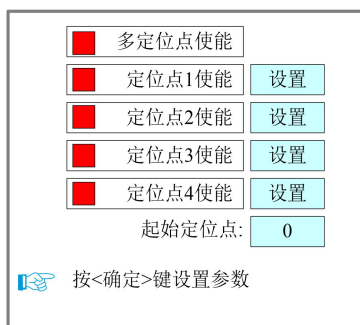 多定位点使能
定位点1使能 设置
定位点2使能 设置
定位点3使能 设置
定位点4使能 设置
起始定位点: 0
按<确定>键设置参数